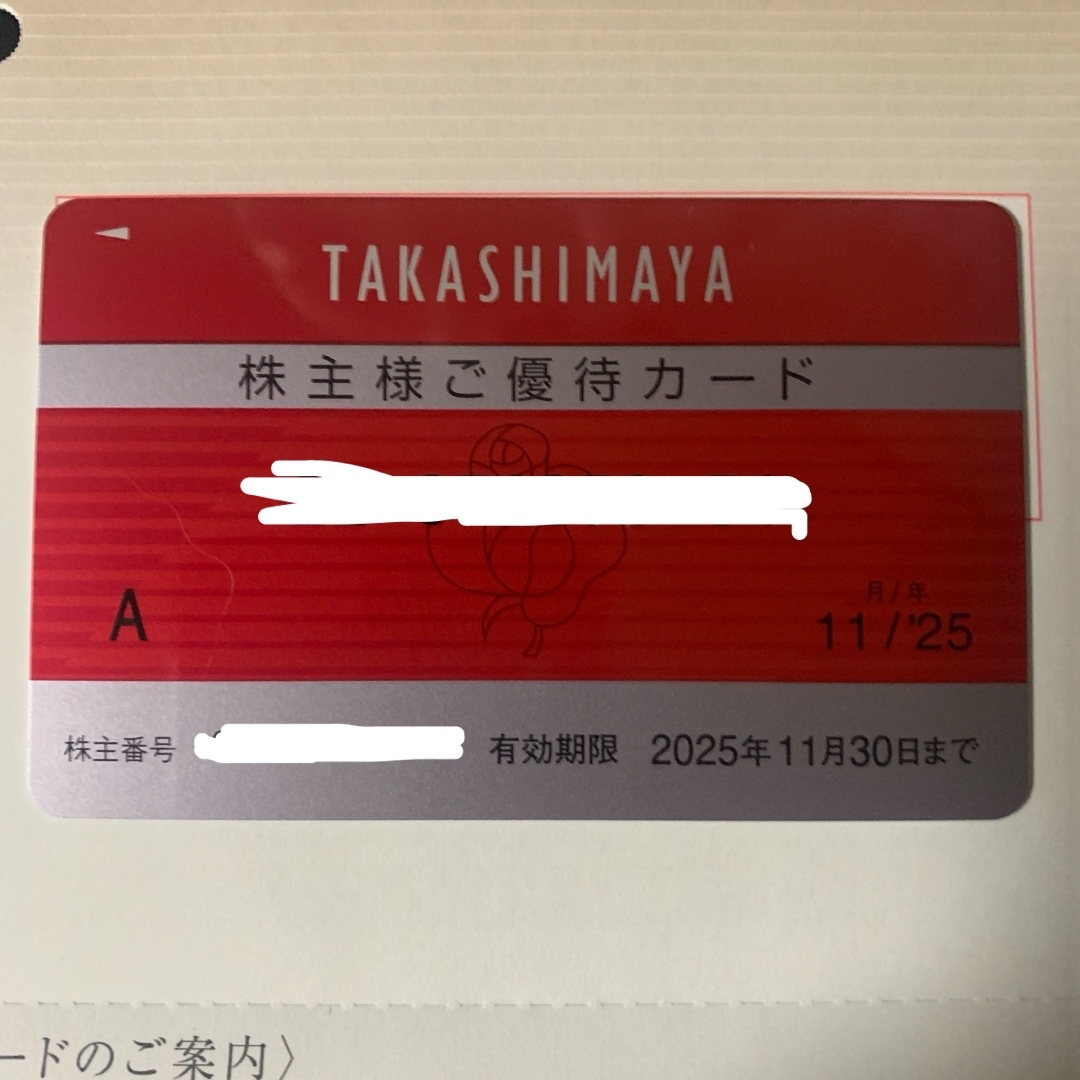 TAKASHIMAYA
株主様ご優待カード
A
月/年
11/'25
株主番号 有効期限 2025年11月30日まで
ードのご案内〉